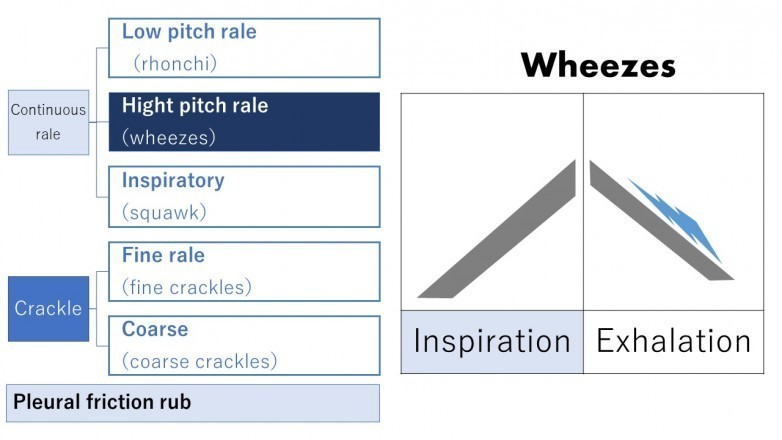 Low pitch rale
(rhonchi)
Continuous
rale
Hight pitch rale
(wheezes)
Inspiratory
(squawk)
Fine rale
(fine crackles)
Crackle
Coarse
(coarse crackles)
Pleural friction rub
Wheezes
Inspiration
Exhalation